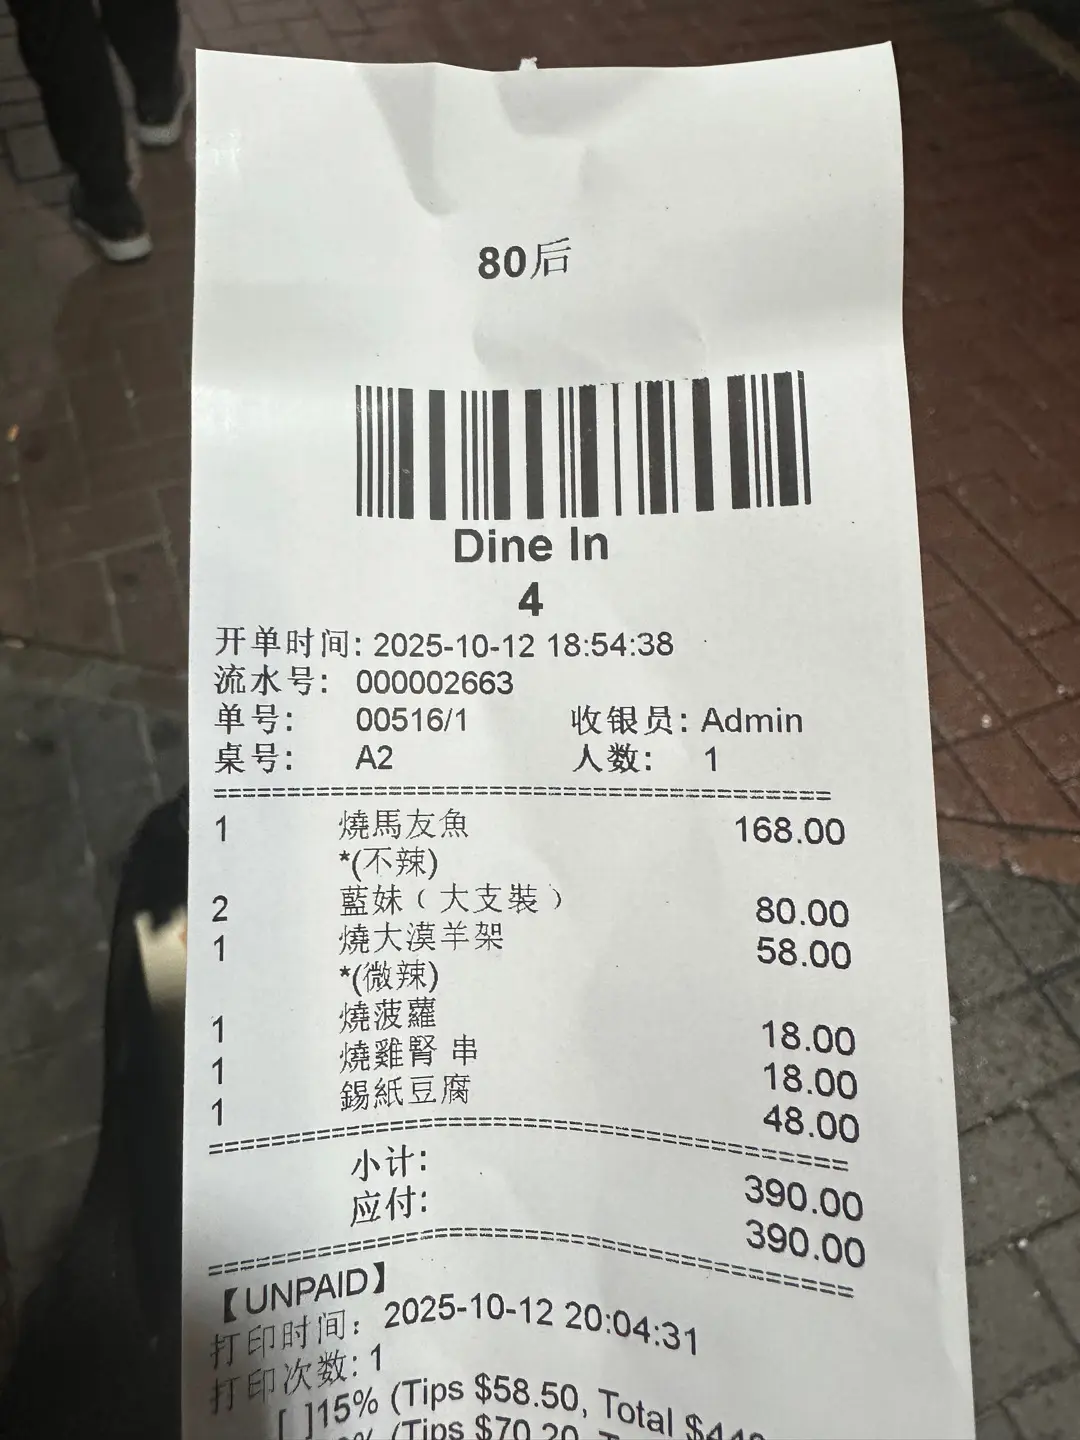 80后
Dine In
4
开单时间: 2025-10-12 18:54:38
流水号: 000002663
单号: 00516/1 收银员: Admin
桌号: A2 人数: 1
1 燒馬友魚 168.00
*(不辣)
2 藍妹（大支裝） 80.00
1 燒大漠羊架 58.00
*(微辣)
1 燒菠蘿 18.00
1 燒雞腎 串 18.00
1 錫紙豆腐 48.00
小计: 390.00
应付: 390.00
【UNPAID】
打印时间: 2025-10-12 20:04:31
打印次数: 1
[ ]15% (Tips $58.50, Total
(Tips $70.20,